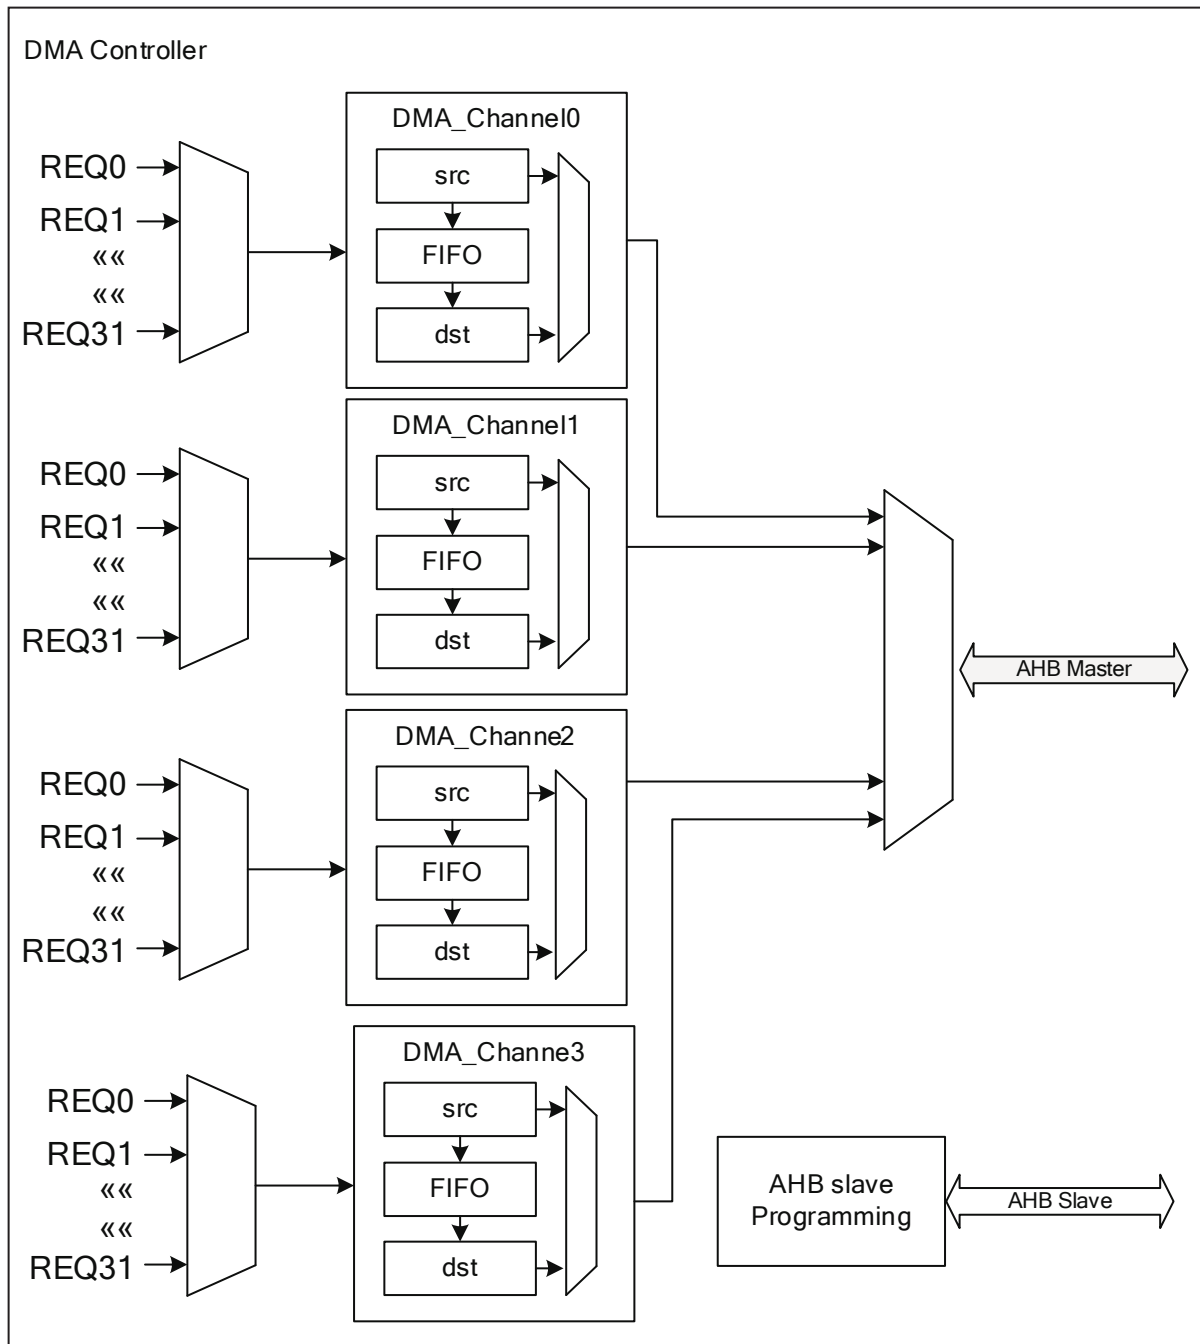 DMA Controller
DMA_Channel0
REQ0
REQ1
««
««
REQ31
src
FIFO
dst
DMA_Channel1
REQ0
REQ1
««
««
REQ31
src
FIFO
dst
AHB Master
DMA_Channe2
REQ0
REQ1
««
««
REQ31
src
FIFO
dst
DMA_Channe3
REQ0
REQ1
««
««
REQ31
src
FIFO
dst
AHB slave
Programming
AHB Slave